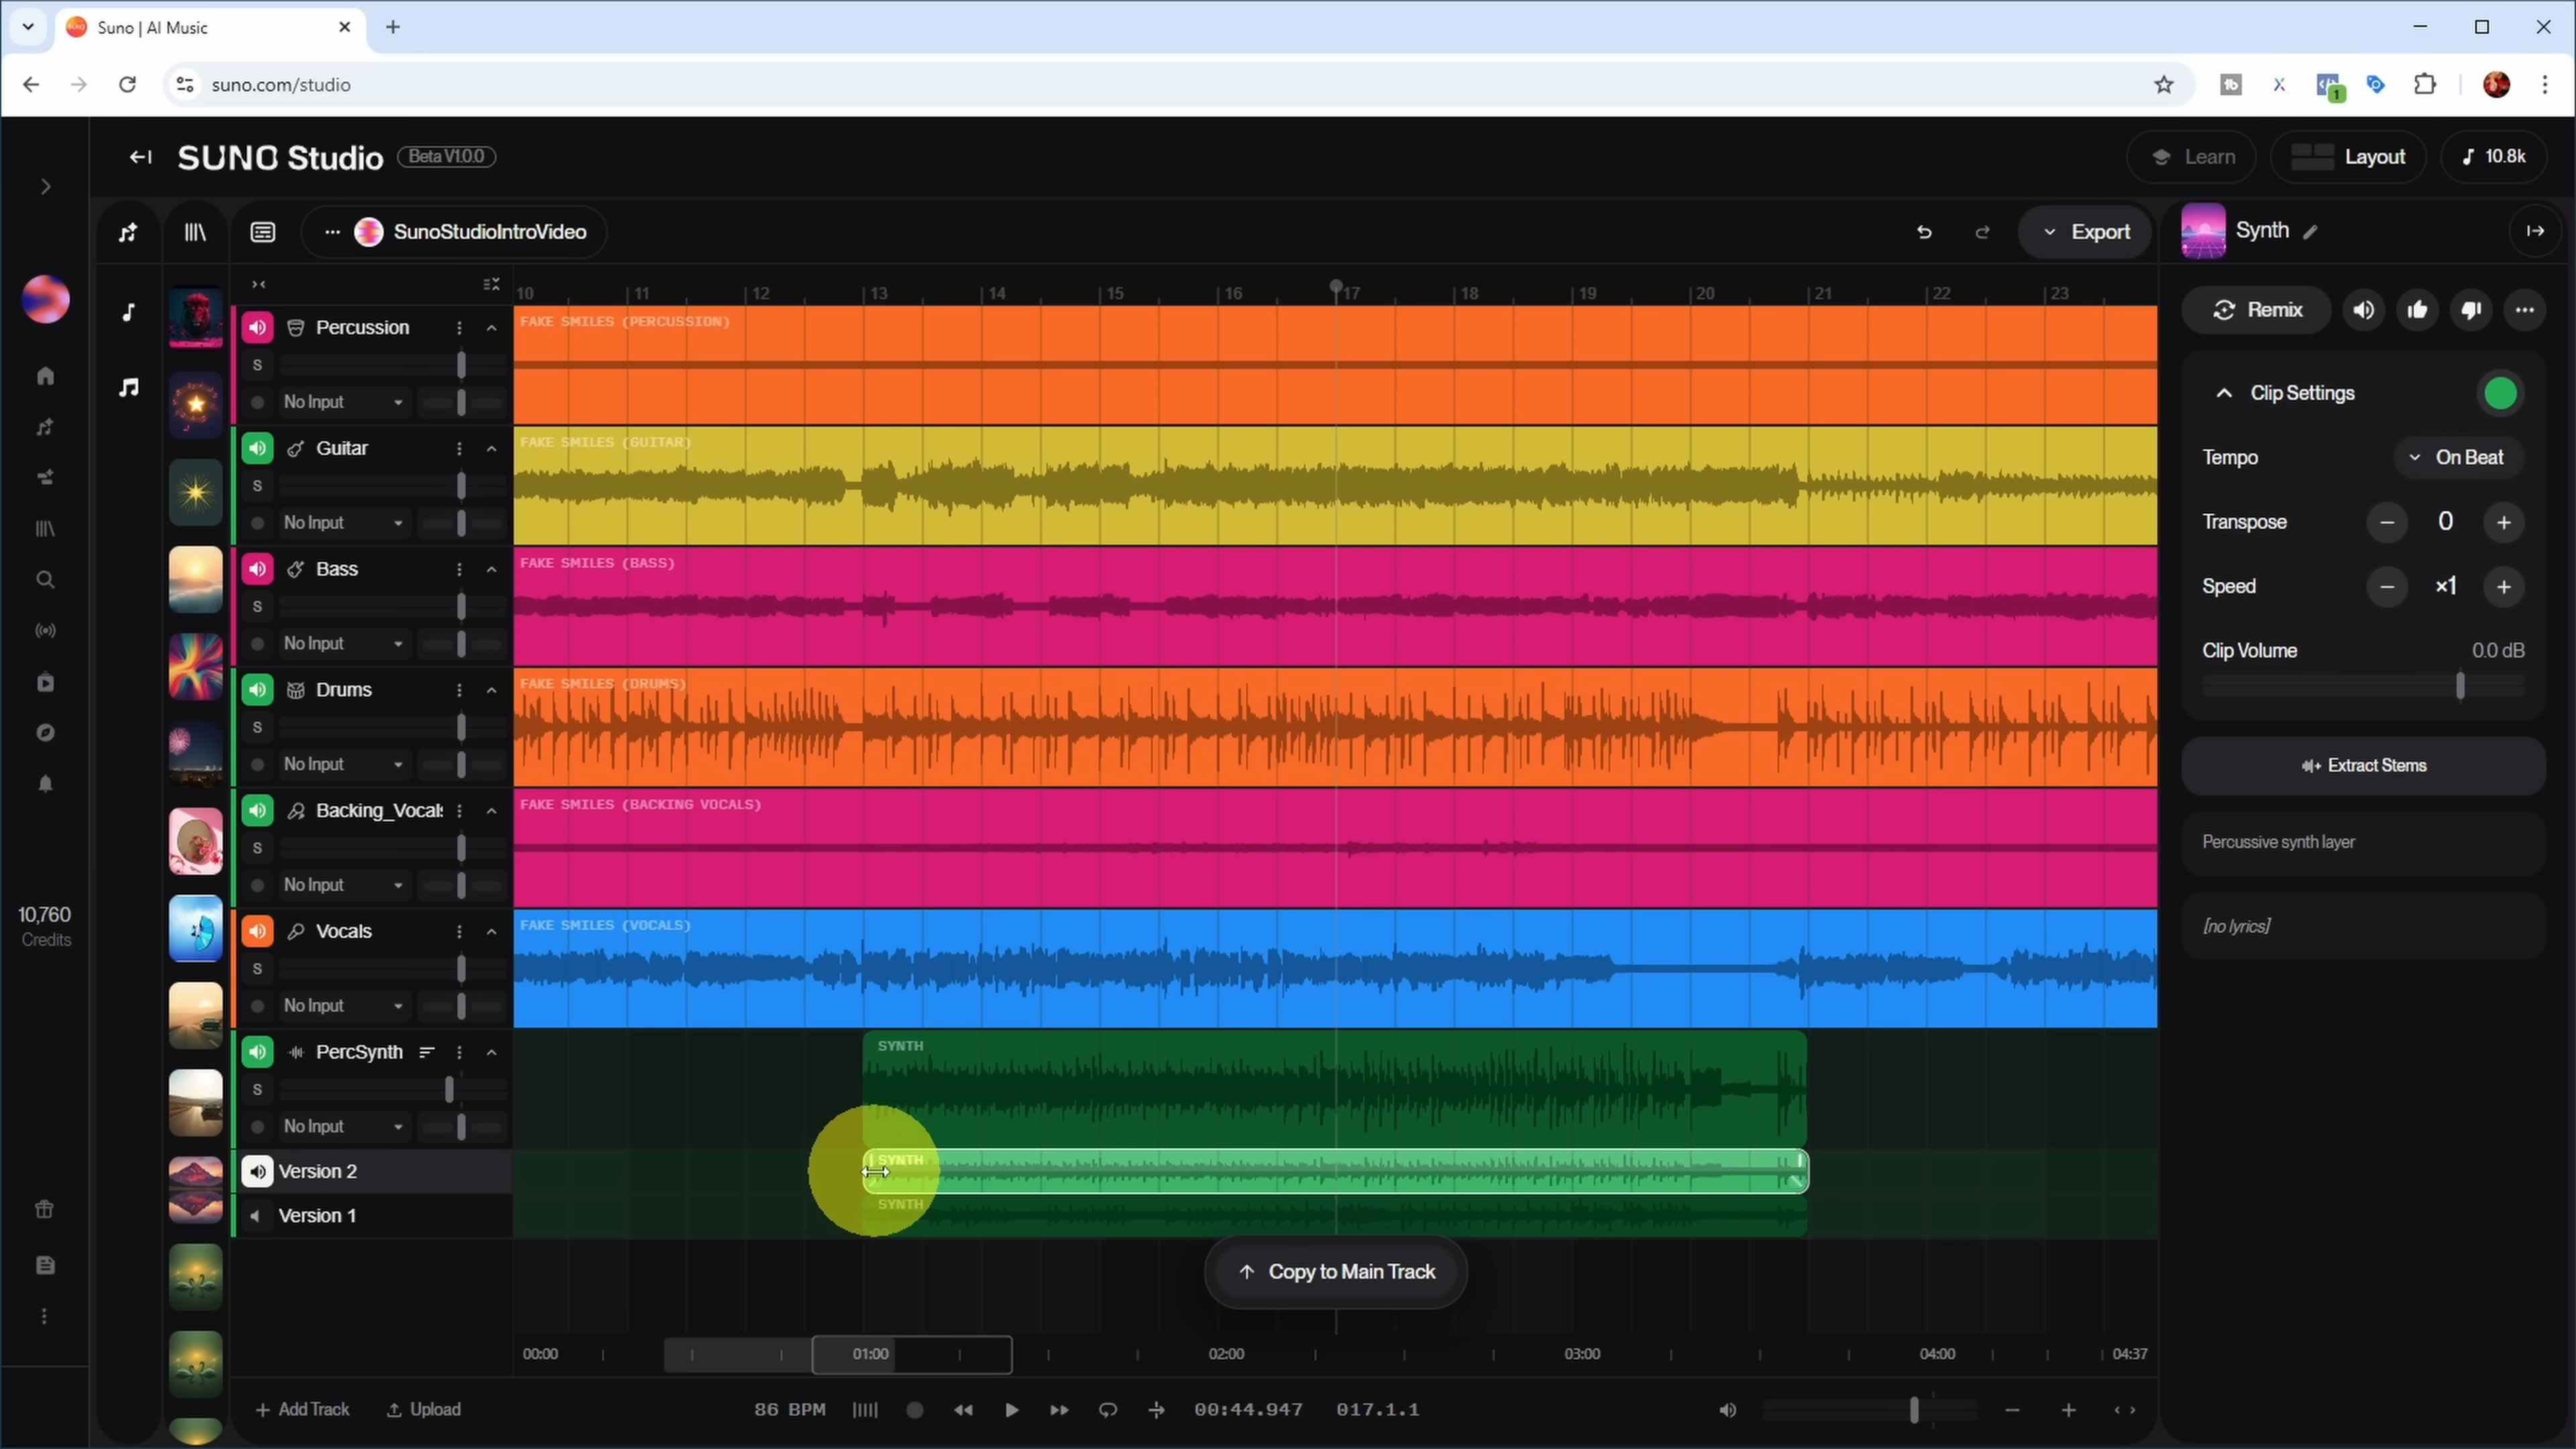 Suno | AI Music
suno.com/studio
1
SUNO Studio
Beta V1.0.0
Learn
Layout
10.8k
SunoStudioIntroVideo
Export
Synth
10 11 12 13 14 15 16 17 18 19 20 21 22 23
Remix
Percussion
S
No Input
FAKE SMILES (PERCUSSION)
Guitar
S
No Input
FAKE SMILES (GUITAR)
Bass
S
No Input
FAKE SMILES (BASS)
Drums
S
No Input
FAKE SMILES (DRUMS)
Backing_Vocals
S
No Input
FAKE SMILES (BACKING VOCALS)
Vocals
S
No Input
FAKE SMILES (VOCALS)
PercSynth
S
No Input
SYNTH
Version 2
SYNTH
Version 1
SYNTH
Copy to Main Track
Clip Settings
Tempo
On Beat
Transpose
0
Speed
×1
Clip Volume
0.0 dB
Extract Stems
Percussive synth layer
[no lyrics]
10,760
Credits
00:00 01:00 02:00 03:00 04:00 04:37
Add Track
Upload
86 BPM
00:44.947
017.1.1